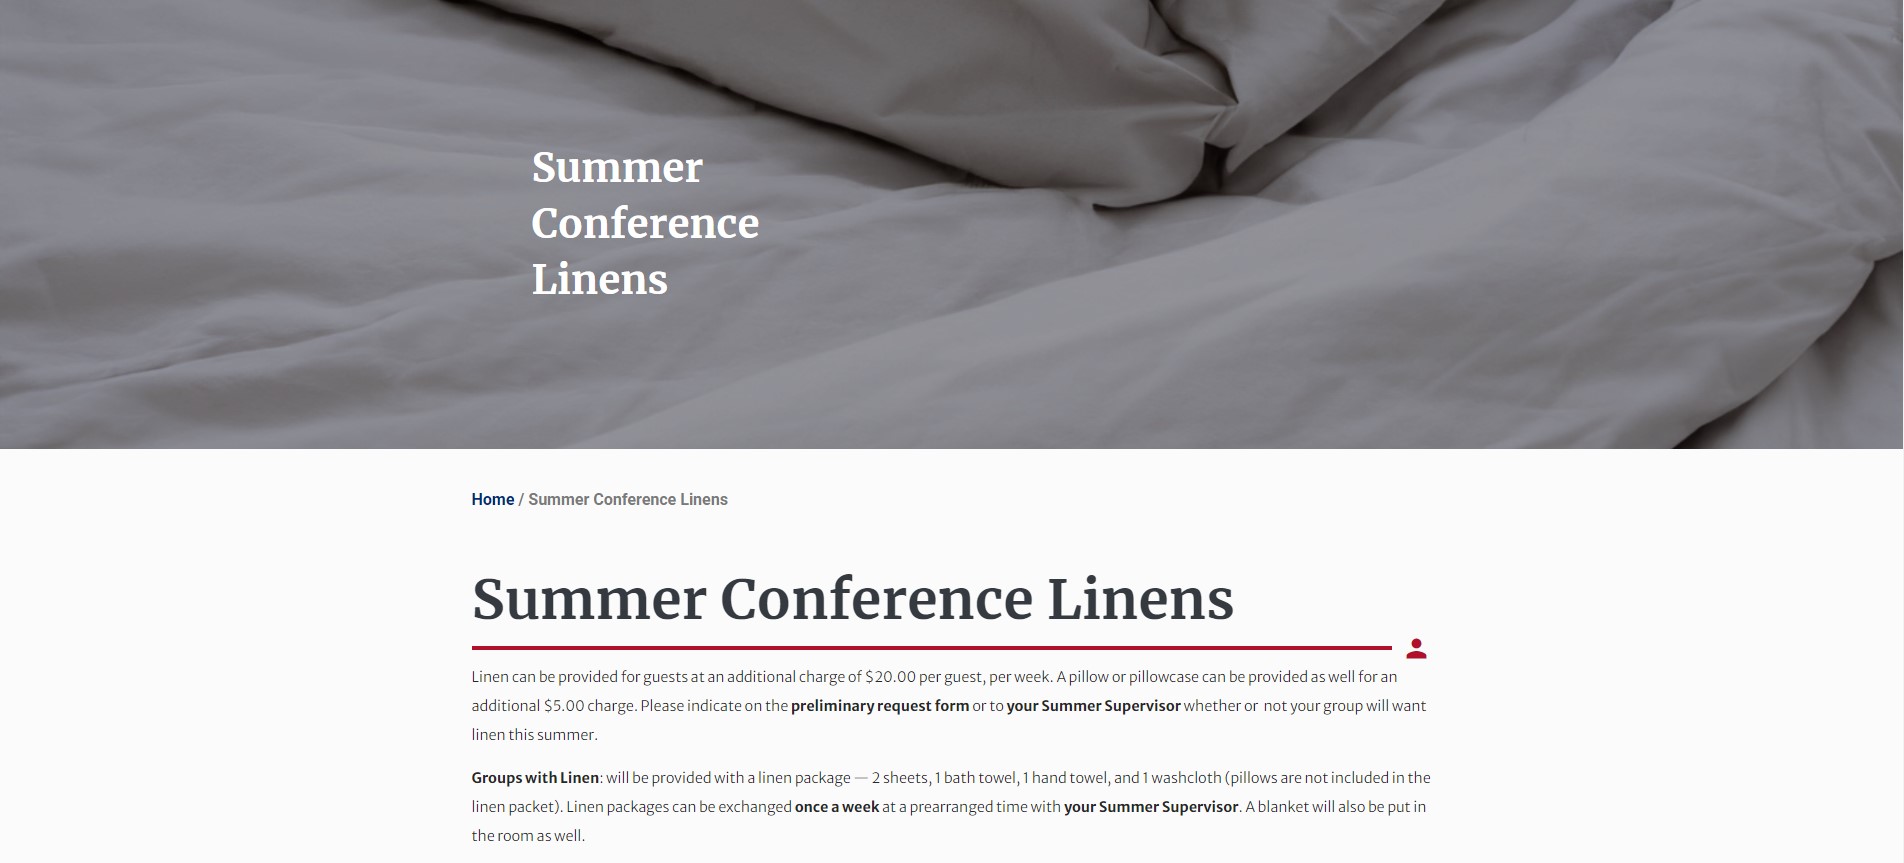 Summer
Conference
Linens
Home / Summer Conference Linens
Summer Conference Linens
Linen can be provided for guests at an additional charge of $20.00 per guest, per week. A pillow or pillowcase can be provided as well for an
additional $5.00 charge. Please indicate on the preliminary request form or to your Summer Supervisor whether or  not your group will want
linen this summer.
Groups with Linen: will be provided with a linen package — 2 sheets, 1 bath towel, 1 hand towel, and 1 washcloth (pillows are not included in the
linen packet). Linen packages can be exchanged once a week at a prearranged time with your Summer Supervisor. A blanket will also be put in
the room as well.